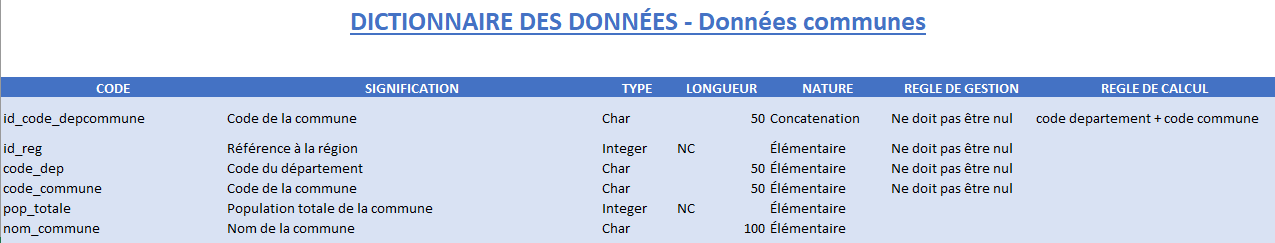 DICTIONNAIRE DES DONNÉES - Données communes
CODE SIGNIFICATION TYPE LONGUEUR NATURE REGLE DE GESTION REGLE DE CALCUL
id_code_depcommune Code de la commune Char 50 Concatenation Ne doit pas être nul code departement + code commune
id_reg Référence à la région Integer NC Élémentaire Ne doit pas être nul
code_dep Code du département Char 50 Élémentaire Ne doit pas être nul
code_commune Code de la commune Char 50 Élémentaire Ne doit pas être nul
pop_totale Population totale de la commune Integer NC Élémentaire
nom_commune Nom de la commune Char 100 Élémentaire